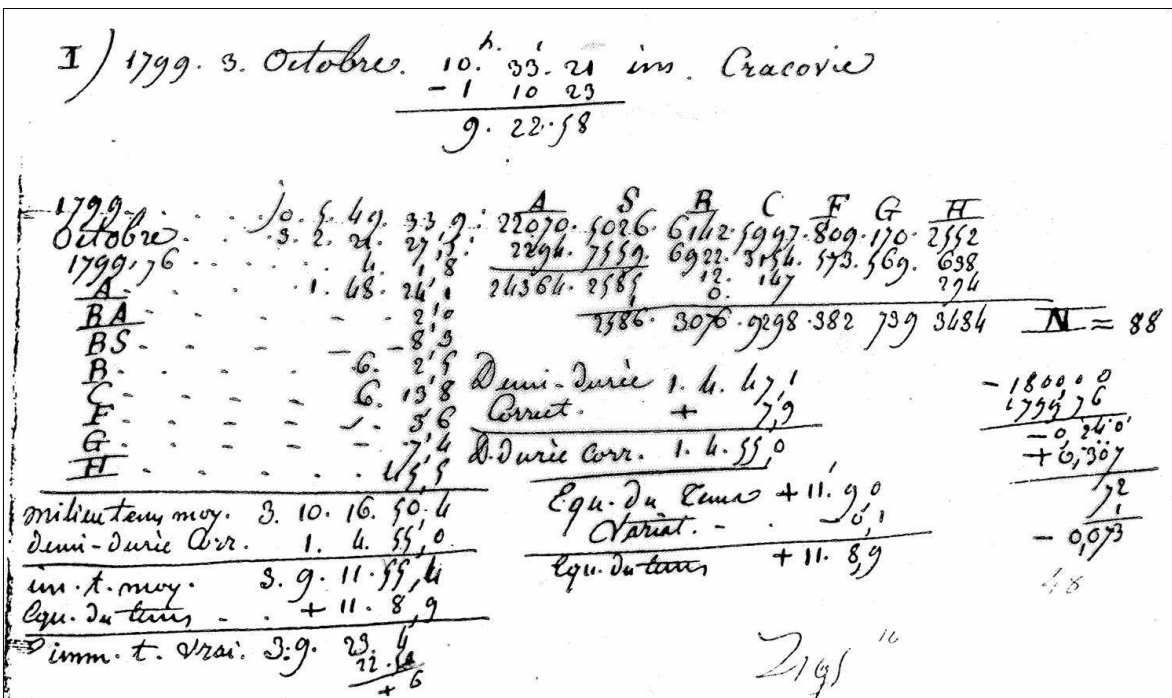 I) 1799. 3. Octobre. 10.h 33.' 21 im. Cracovie
- 1 10 23
9. 22. 58
A S B C F G H
1799 . . . . . 0. 5. 49. 33,9: 22070. 5026. 6142. 5997. 809. 170. 2552
Octobre . . . . 3. 2. 21. 27,5: 2294. 7559. 6922. 3154. 573. 569. 638
1799,76 4. 1,8 12. 147 294
A . . . 1. 48. 24,1 24364. 2585 0.
2586. 3076. 9298. 382 739 3484 N = 88
BA - - - - 2,0
BS - - - - 8,3
B. - - - 6. 2,5 Demi-durée 1. 4. 47,1 - 1800,00
C - - - 6. 13,8 Correct. + 7,9 1799,76
F - - - 3,6 D. durée corr. 1. 4. 55,0 - 0,240
G - - - 7,4 + 0,307
H . . . . 45,5
milieu tems moy. 3. 10. 16. 50.4 Equ. du Tems + 11. 9,0 72
demi-durée Corr. 1. 4. 55,0 Variat. - . - 0,1 - 0,073
im. t. moy. 3. 9. 11. 55,4 Equ. du tems + 11. 8,9
Equ. du tems - . + 11. 8,9 48
imm. t. vrai. 3. 9. 23. 4
22. 58
+ 6